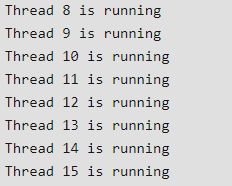 Thread 8 is running
Thread 9 is running
Thread 10 is running
Thread 11 is running
Thread 12 is running
Thread 13 is running
Thread 14 is running
Thread 15 is running